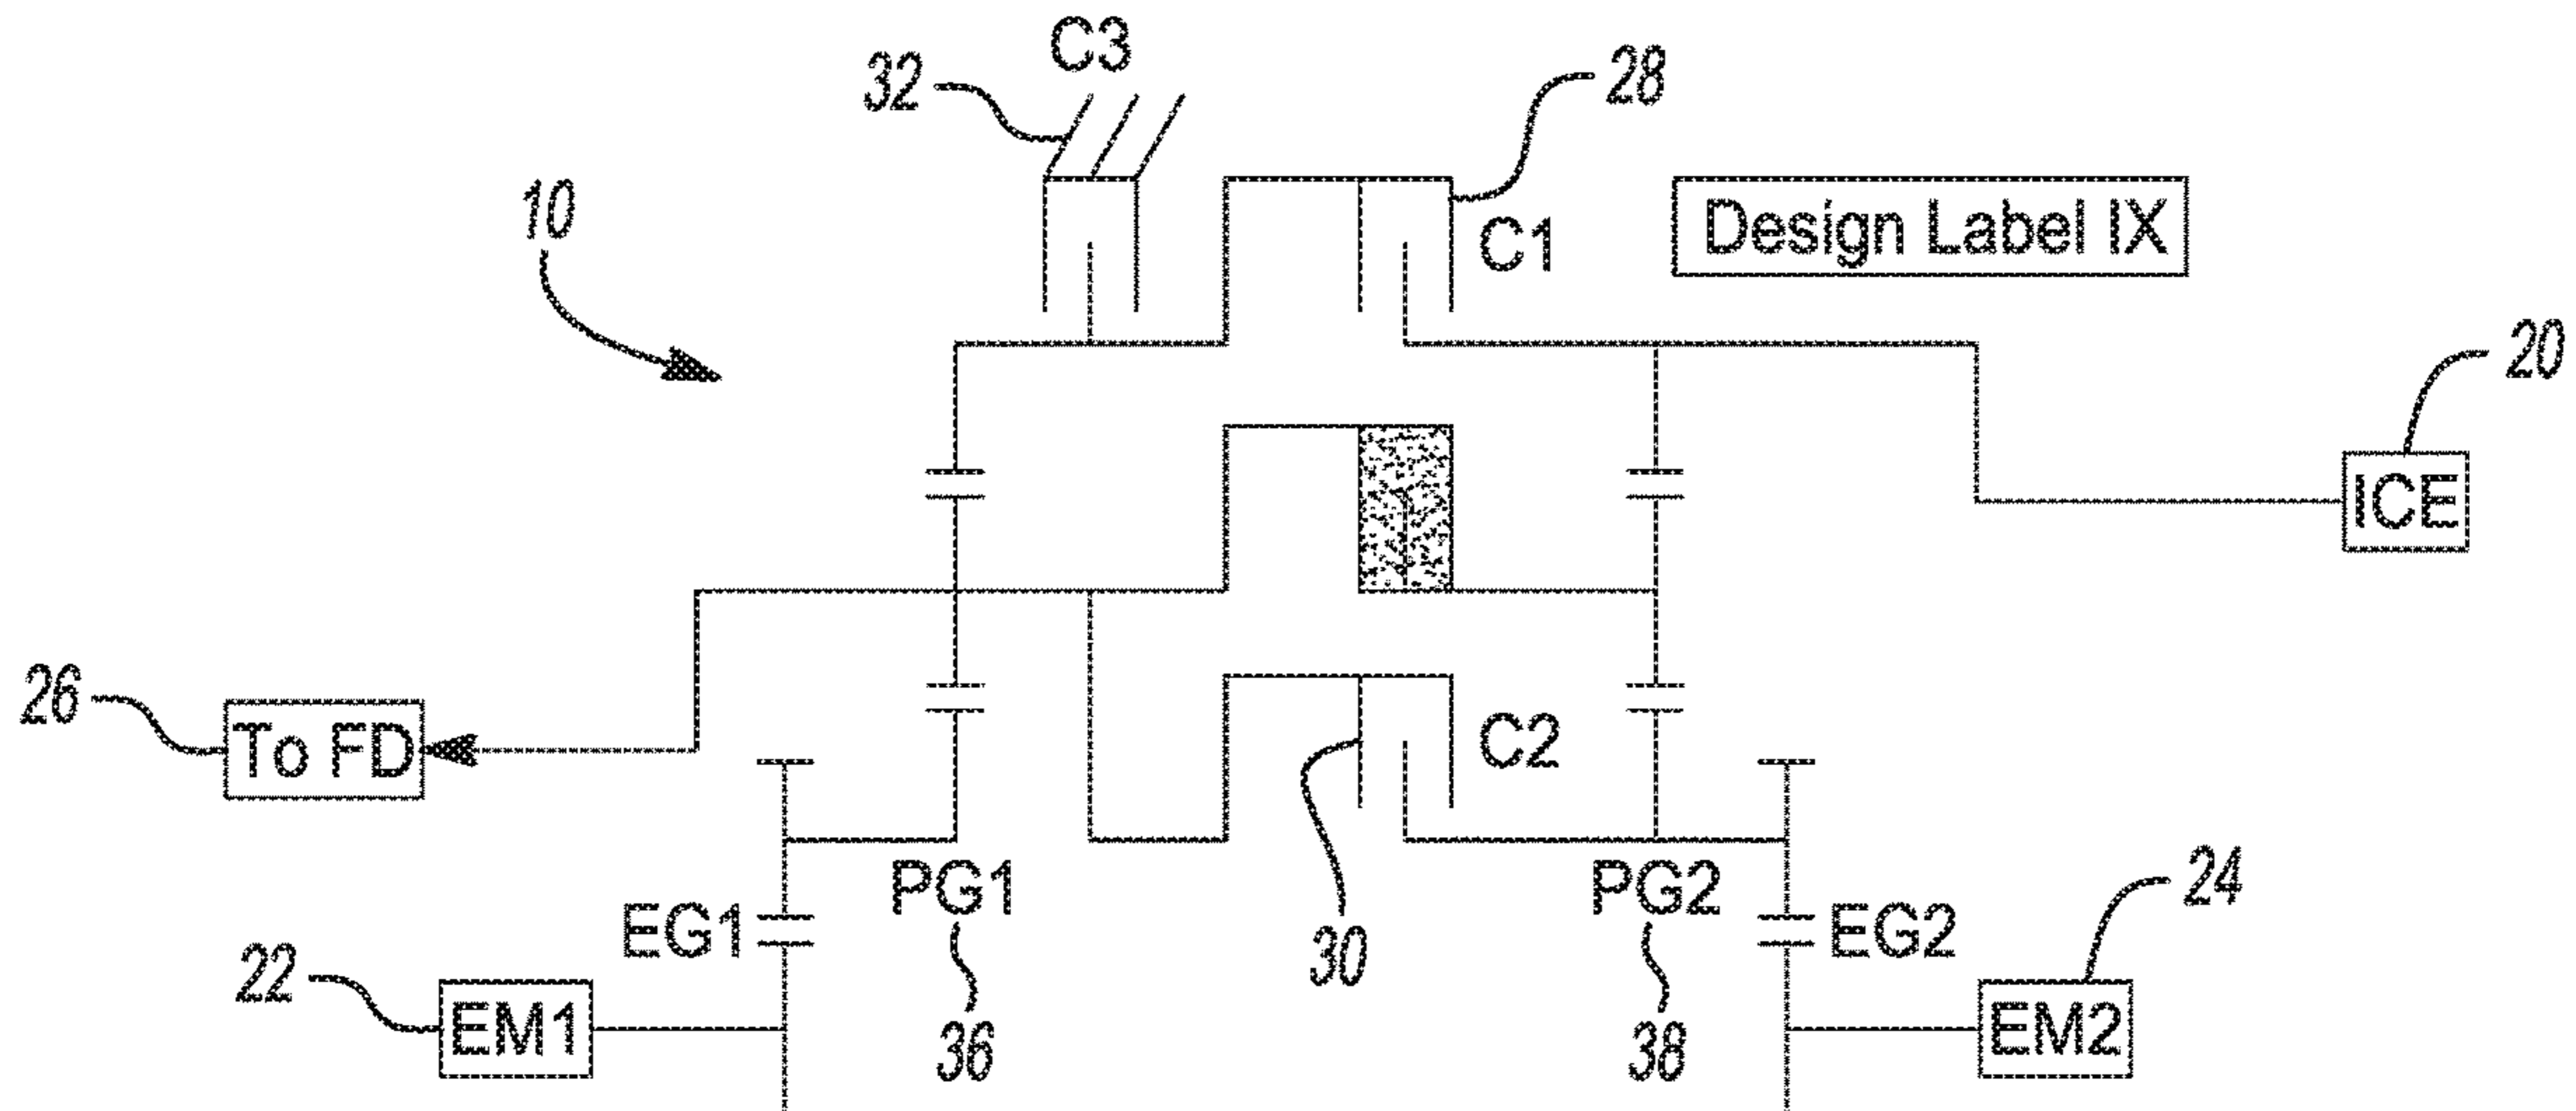 C3
32
28
10
C1
Design Label IX
20
ICE
26
To FD
C2
PG1
PG2
24
EG1
EG2
22
30
EM1
36
38
EM2